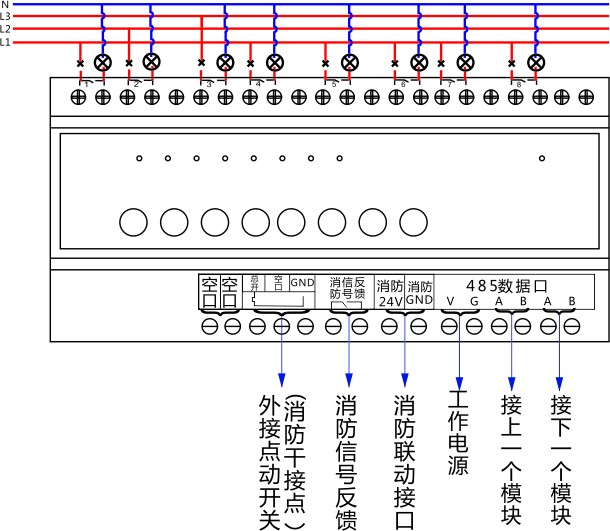 N
L3
L2
L1
1 2 3 4 5 6 7 8
空口 空口 总开 空口 GND 消信反防号馈 消防24V 消防GND 485数据口
V G A B A B
外接点动开关
(消防干接点)
消防信号反馈
消防联动接口
工作电源
接上一个模块
接下一个模块